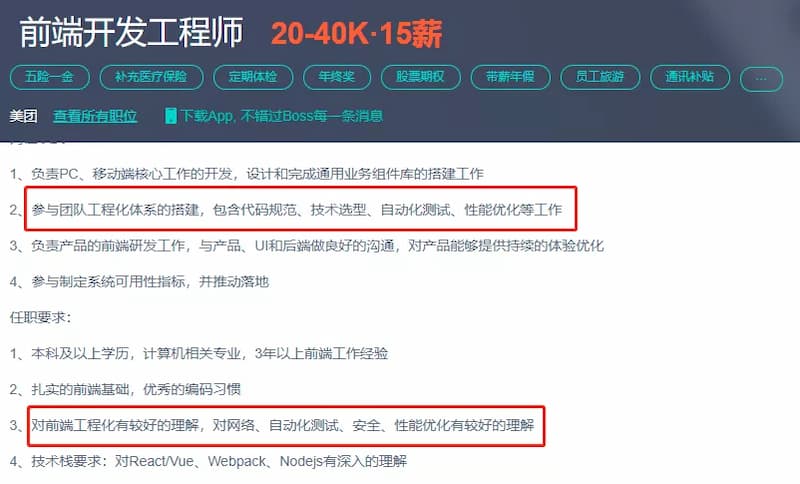 前端开发工程师 20-40K·15薪
五险一金 补充医疗保险 定期体检 年终奖 股票期权 带薪年假 员工旅游 通讯补贴 ...
美团 查看所有职位 下载App, 不错过Boss每一条消息
1、负责PC、移动端核心工作的开发，设计和完成通用业务组件库的搭建工作
2、参与团队工程化体系的搭建，包含代码规范、技术选型、自动化测试、性能优化等工作
3、负责产品的前端研发工作，与产品、UI和后端做良好的沟通，对产品能够提供持续的体验优化
4、参与制定系统可用性指标，并推动落地
任职要求：
1、本科及以上学历，计算机相关专业，3年以上前端工作经验
2、扎实的前端基础，优秀的编码习惯
3、对前端工程化有较好的理解，对网络、自动化测试、安全、性能优化有较好的理解
4、技术栈要求：对React/Vue、Webpack、Nodejs有深入的理解